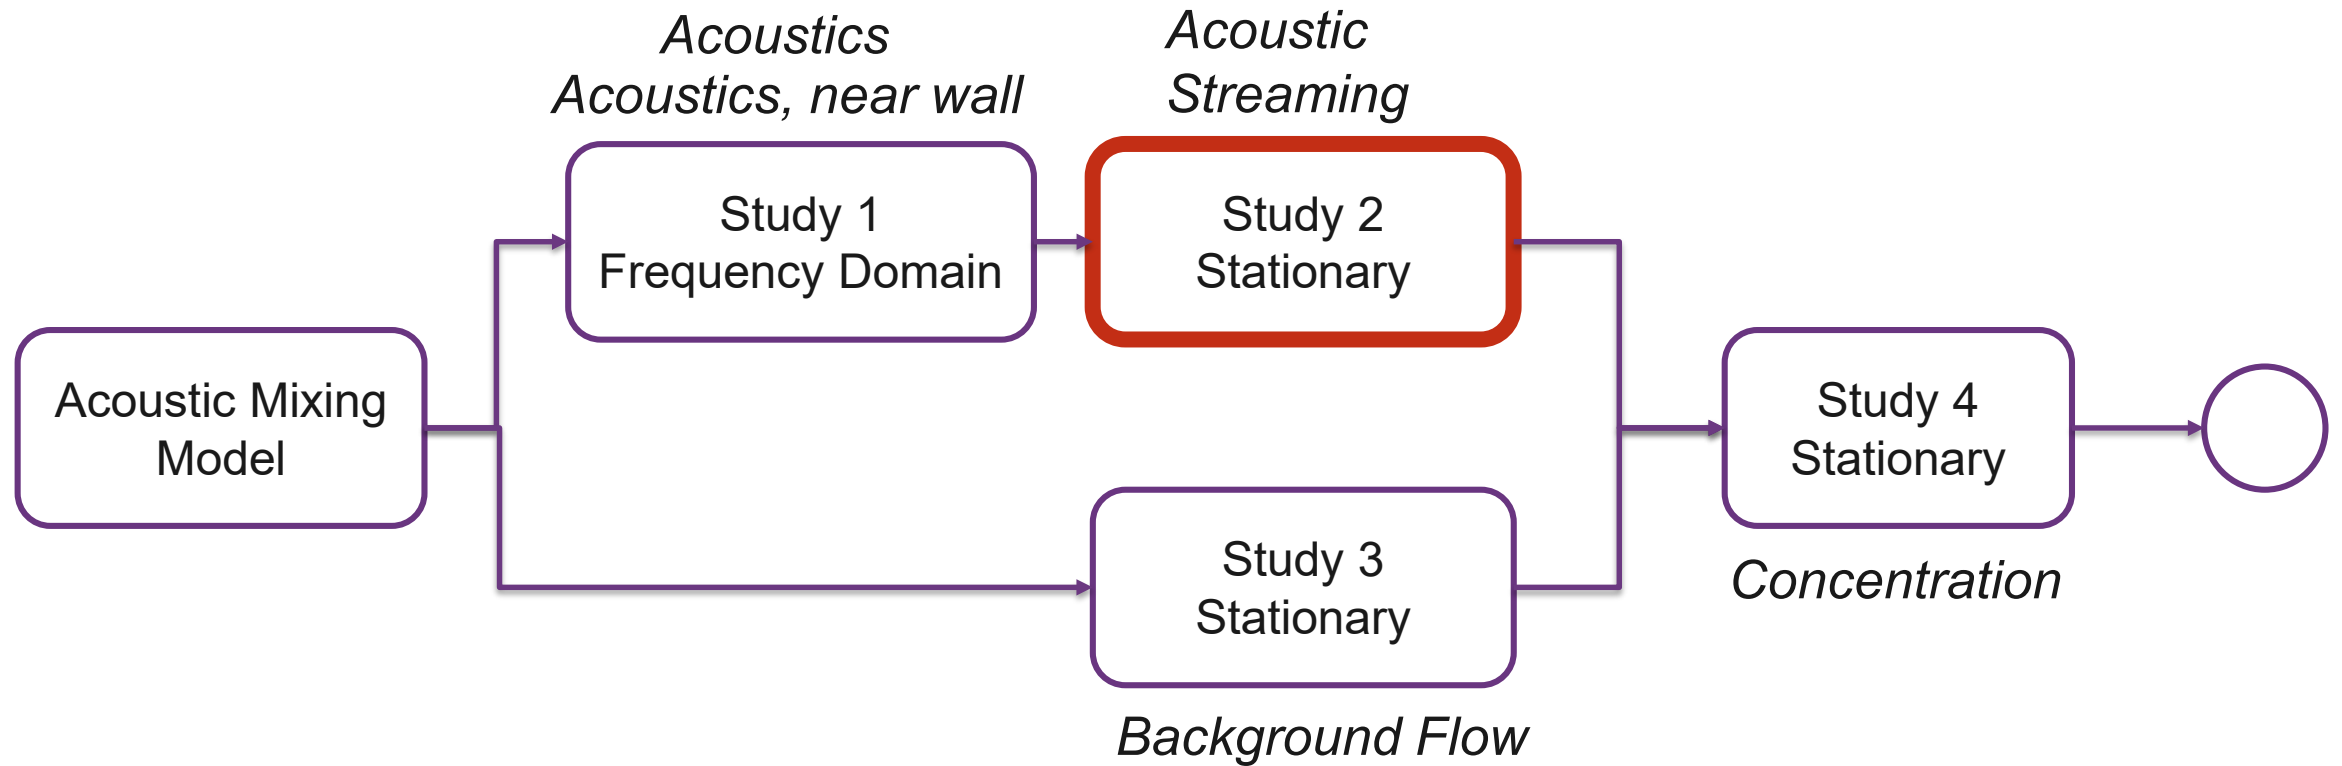 Acoustics
Acoustics, near wall
Acoustic
Streaming
Study 1
Frequency Domain
Study 2
Stationary
Acoustic Mixing
Model
Study 4
Stationary
Concentration
Study 3
Stationary
Background Flow